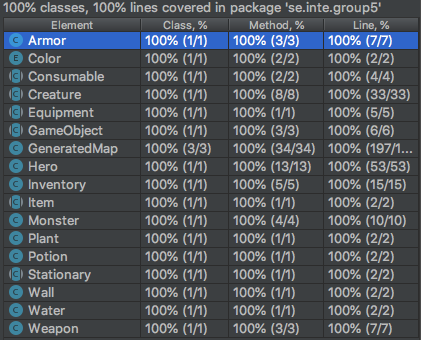 100% classes, 100% lines covered in package 'se.inte.group5'
Element Class, % Method, % Line, %
C Armor 100% (1/1) 100% (3/3) 100% (7/7)
E Color 100% (1/1) 100% (2/2) 100% (2/2)
C Consumable 100% (1/1) 100% (2/2) 100% (4/4)
C Creature 100% (1/1) 100% (8/8) 100% (33/33)
C Equipment 100% (1/1) 100% (1/1) 100% (5/5)
C GameObject 100% (1/1) 100% (3/3) 100% (6/6)
C GeneratedMap 100% (3/3) 100% (34/34) 100% (197/1...
C Hero 100% (1/1) 100% (13/13) 100% (53/53)
C Inventory 100% (1/1) 100% (5/5) 100% (15/15)
C Item 100% (1/1) 100% (1/1) 100% (2/2)
C Monster 100% (1/1) 100% (4/4) 100% (10/10)
C Plant 100% (1/1) 100% (1/1) 100% (2/2)
C Potion 100% (1/1) 100% (1/1) 100% (2/2)
C Stationary 100% (1/1) 100% (1/1) 100% (2/2)
C Wall 100% (1/1) 100% (1/1) 100% (2/2)
C Water 100% (1/1) 100% (1/1) 100% (2/2)
C Weapon 100% (1/1) 100% (3/3) 100% (7/7)